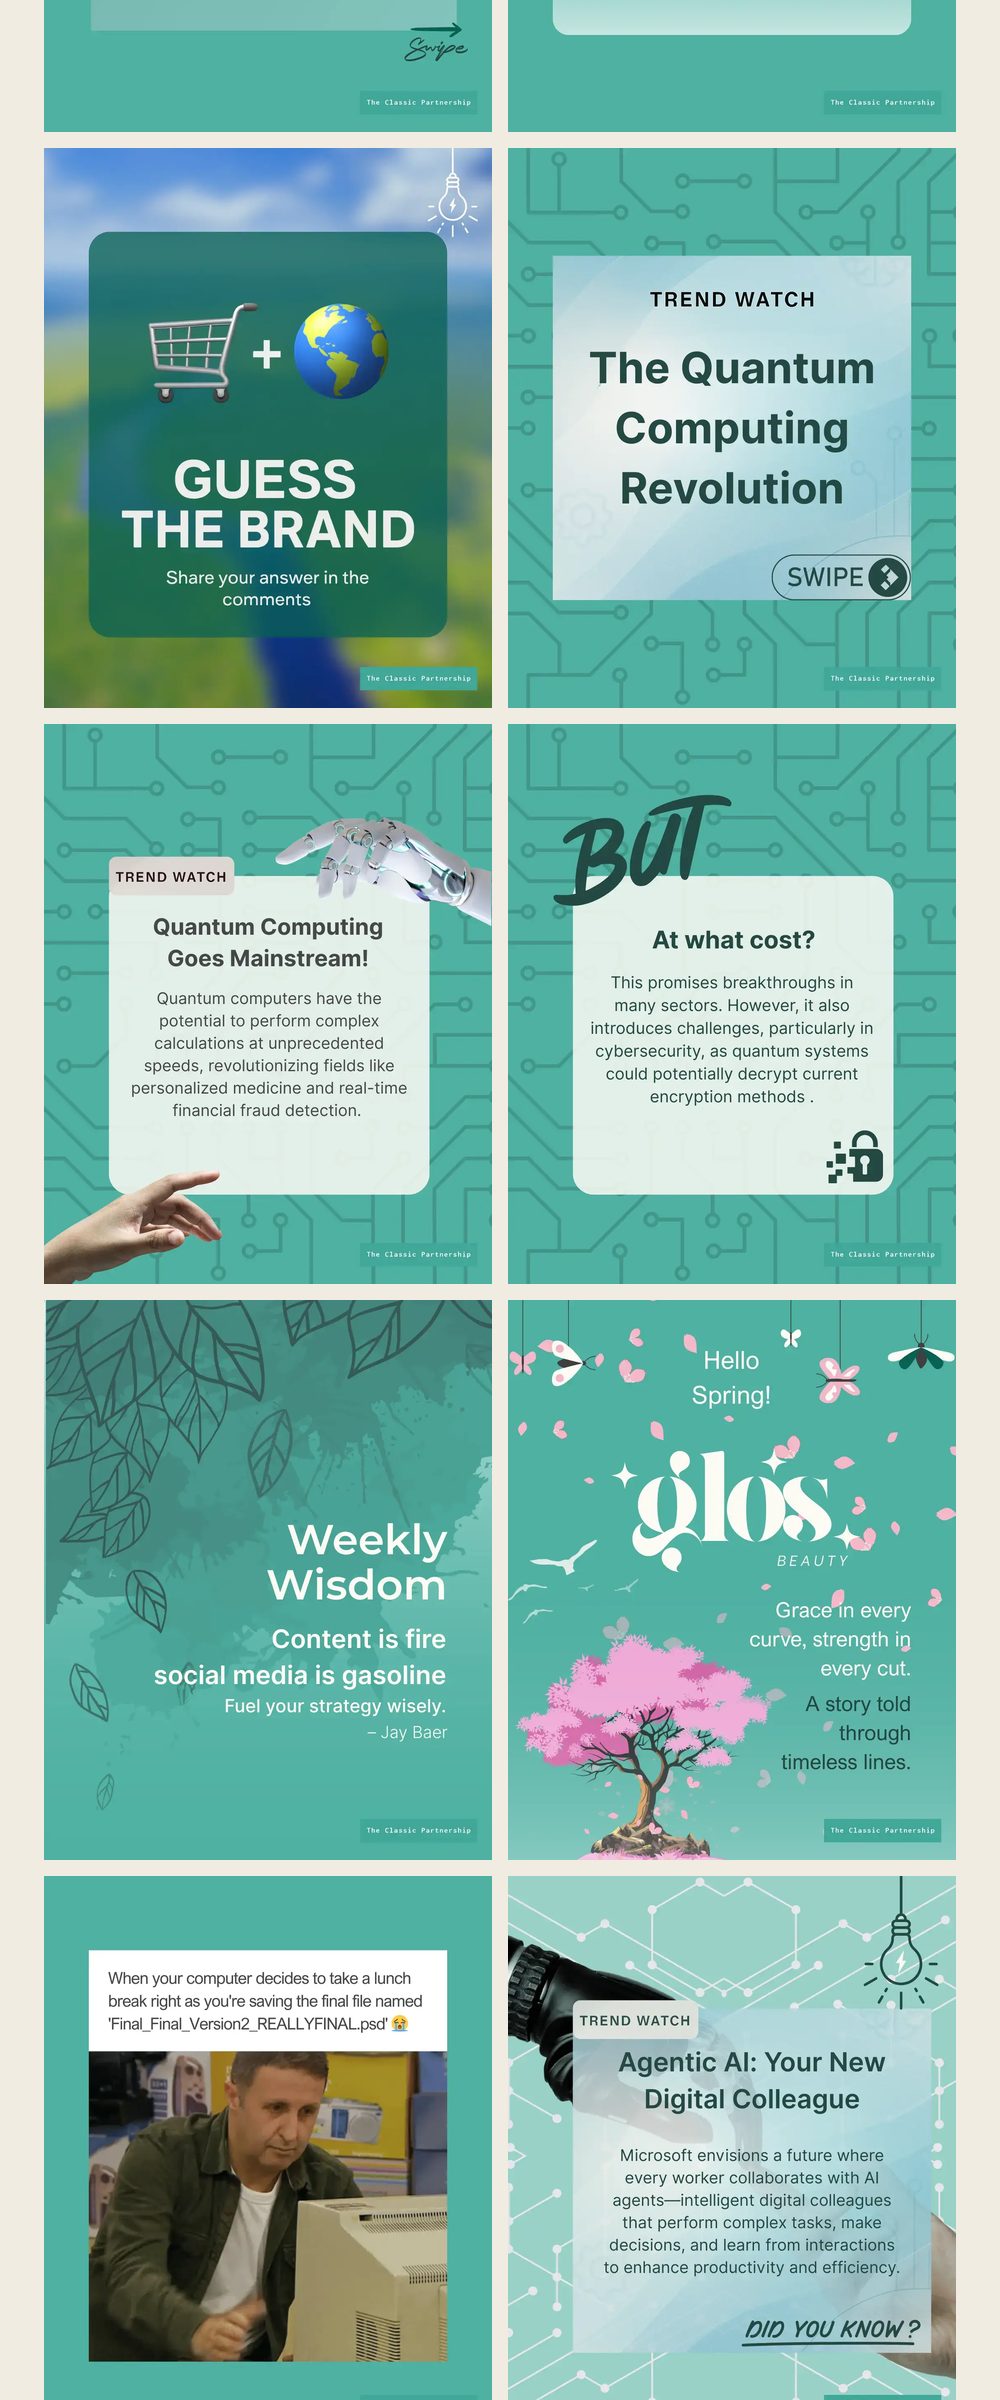 Swipe
The Classic Partnership
The Classic Partnership
GUESS
THE BRAND
Share your answer in the
comments
The Classic Partnership
TREND WATCH
The Quantum
Computing
Revolution
SWIPE
The Classic Partnership
TREND WATCH
Quantum Computing
Goes Mainstream!
Quantum computers have the
potential to perform complex
calculations at unprecedented
speeds, revolutionizing fields like
personalized medicine and real-time
financial fraud detection.
The Classic Partnership
BUT
At what cost?
This promises breakthroughs in
many sectors. However, it also
introduces challenges, particularly in
cybersecurity, as quantum systems
could potentially decrypt current
encryption methods .
The Classic Partnership
Weekly
Wisdom
Content is fire
social media is gasoline
Fuel your strategy wisely.
– Jay Baer
The Classic Partnership
Hello
Spring!
glos
BEAUTY
Grace in every
curve, strength in
every cut.
A story told
through
timeless lines.
The Classic Partnership
When your computer decides to take a lunch
break right as you're saving the final file named
'Final_Final_Version2_REALLYFINAL.psd' 😭
TREND WATCH
Agentic AI: Your New
Digital Colleague
Microsoft envisions a future where
every worker collaborates with AI
agents—intelligent digital colleagues
that perform complex tasks, make
decisions, and learn from interactions
to enhance productivity and efficiency.
DID YOU KNOW?